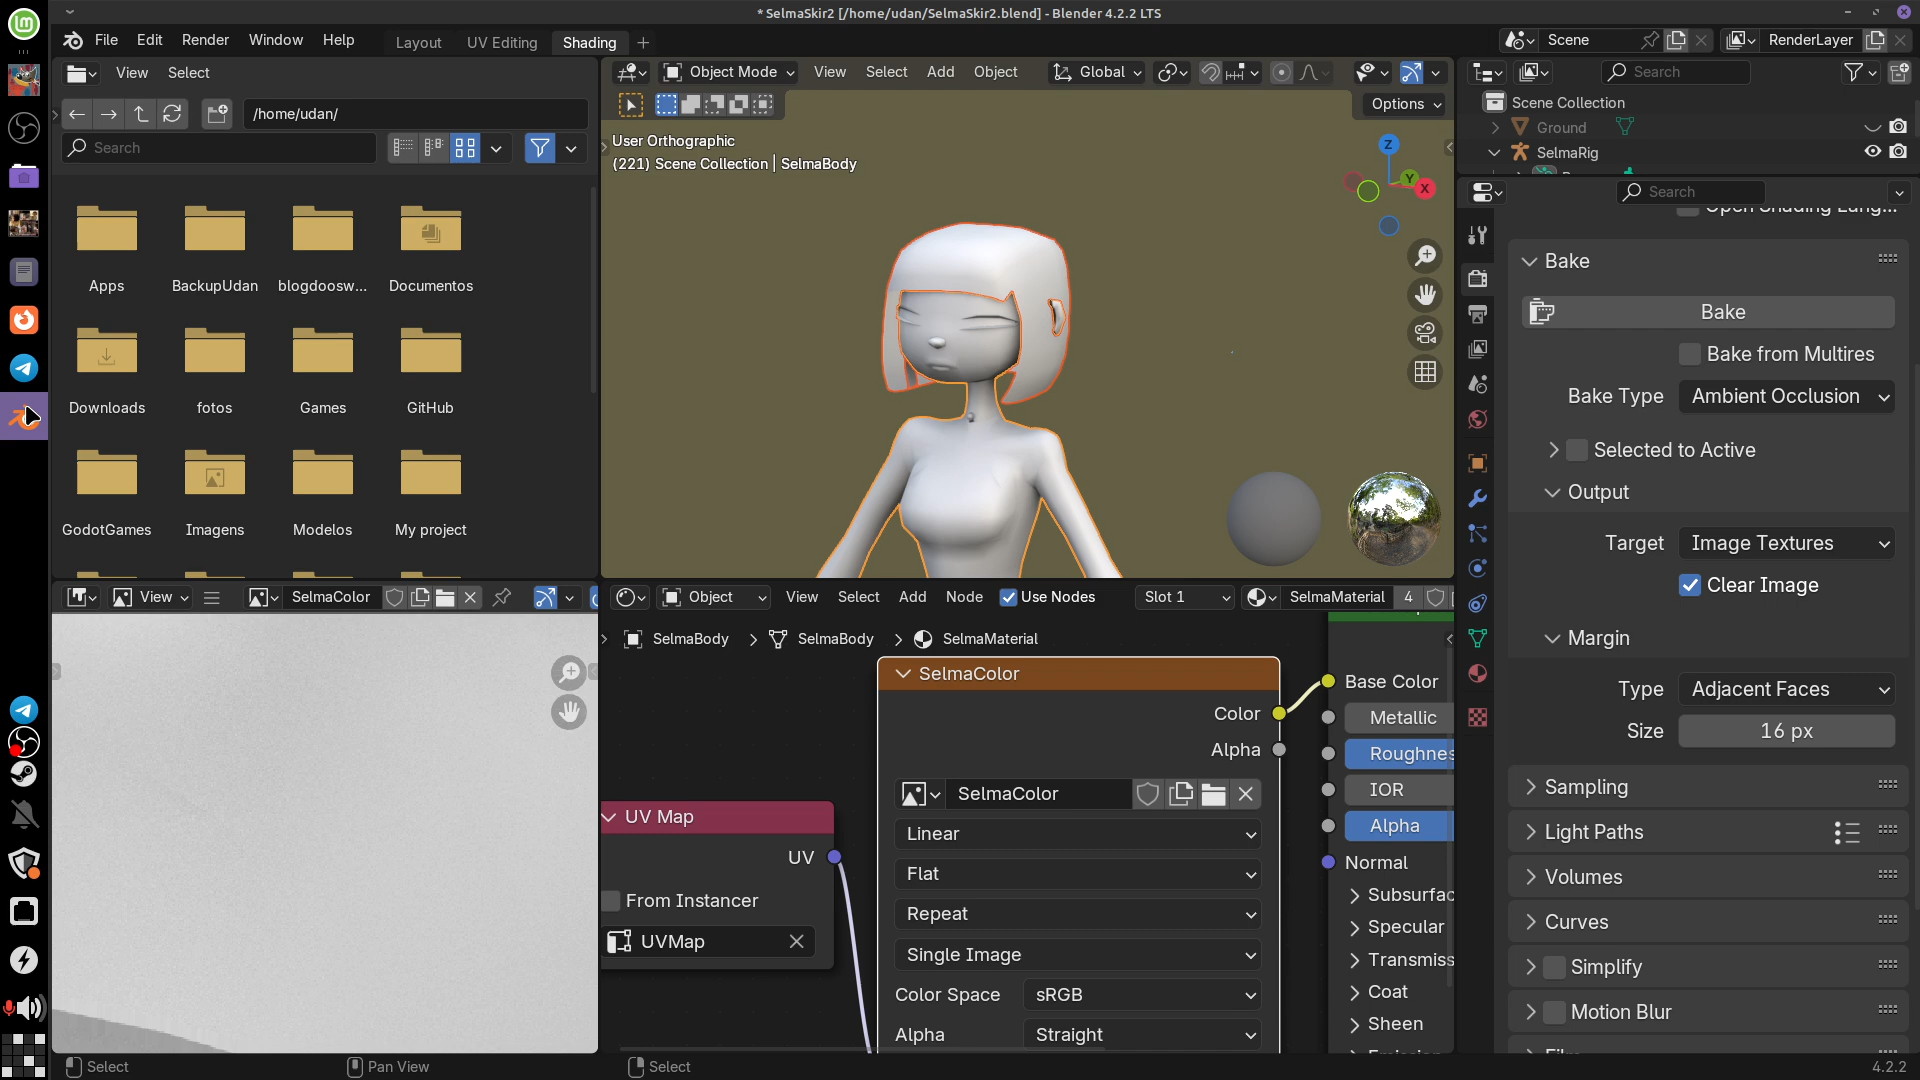 * SelmaSkir2 [/home/udan/SelmaSkir2.blend] - Blender 4.2.2 LTS
File Edit Render Window Help Layout UV Editing Shading
Scene RenderLayer
View Select
/home/udan/
Search
Apps BackupUdan blogdoosw... Documentos
Downloads fotos Games GitHub
GodotGames Imagens Modelos My project
Object Mode View Select Add Object Global
Options
User Orthographic
(221) Scene Collection | SelmaBody
Z
Y
X
Search
Scene Collection
Ground
SelmaRig
Search
Bake
Bake
Bake from Multires
Bake Type Ambient Occlusion
Selected to Active
Output
Target Image Textures
Clear Image
Margin
Type Adjacent Faces
Size 16 px
Sampling
Light Paths
Volumes
Curves
Simplify
Motion Blur
View SelmaColor
Object View Select Add Node Use Nodes Slot 1 SelmaMaterial 4
SelmaBody SelmaBody SelmaMaterial
SelmaColor
Color
Alpha
SelmaColor
Linear
Flat
Repeat
Single Image
Color Space sRGB
Alpha Straight
UV Map
UV
From Instancer
UVMap
Base Color
Metallic
Roughnes
IOR
Alpha
Normal
Subsurfac
Specular
Transmiss
Coat
Sheen
Select Pan View Select 4.2.2